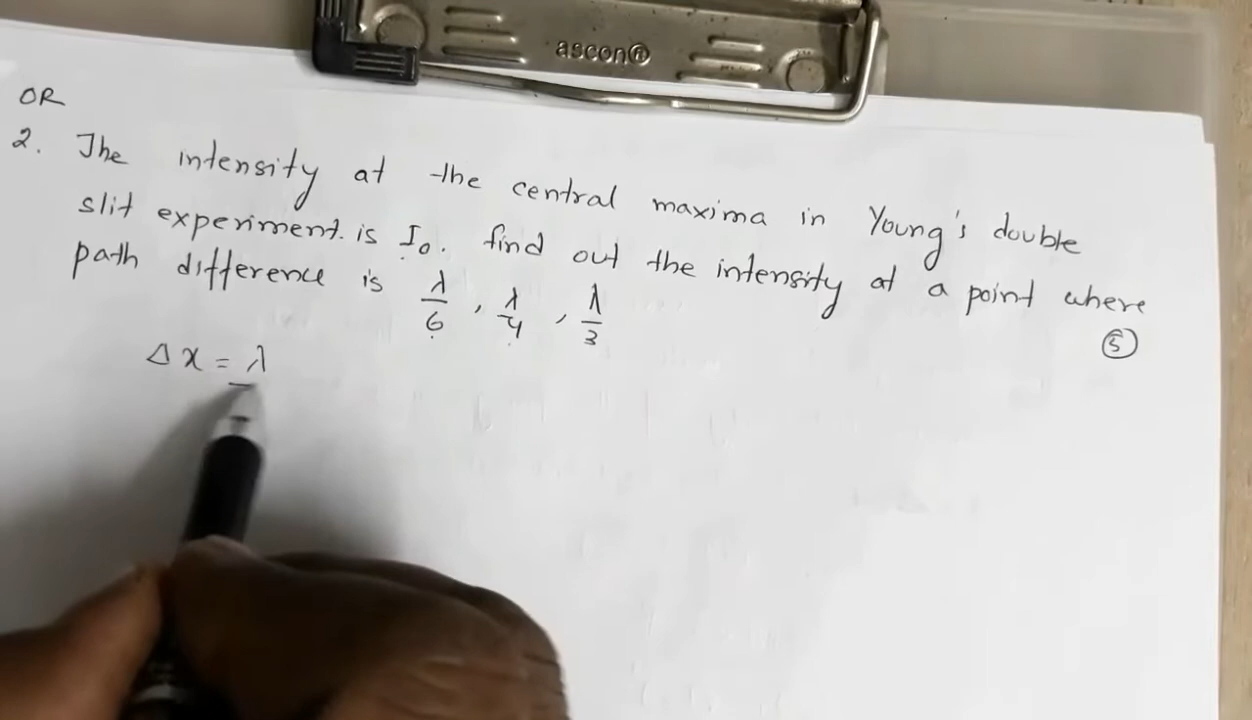 ascon®
OR
2. The intensity at the central maxima in Young's double
slit experiment. is I₀. find out the intensity at a point where
path difference is λ/6, λ/4, λ/3
⑤
Δx = λ